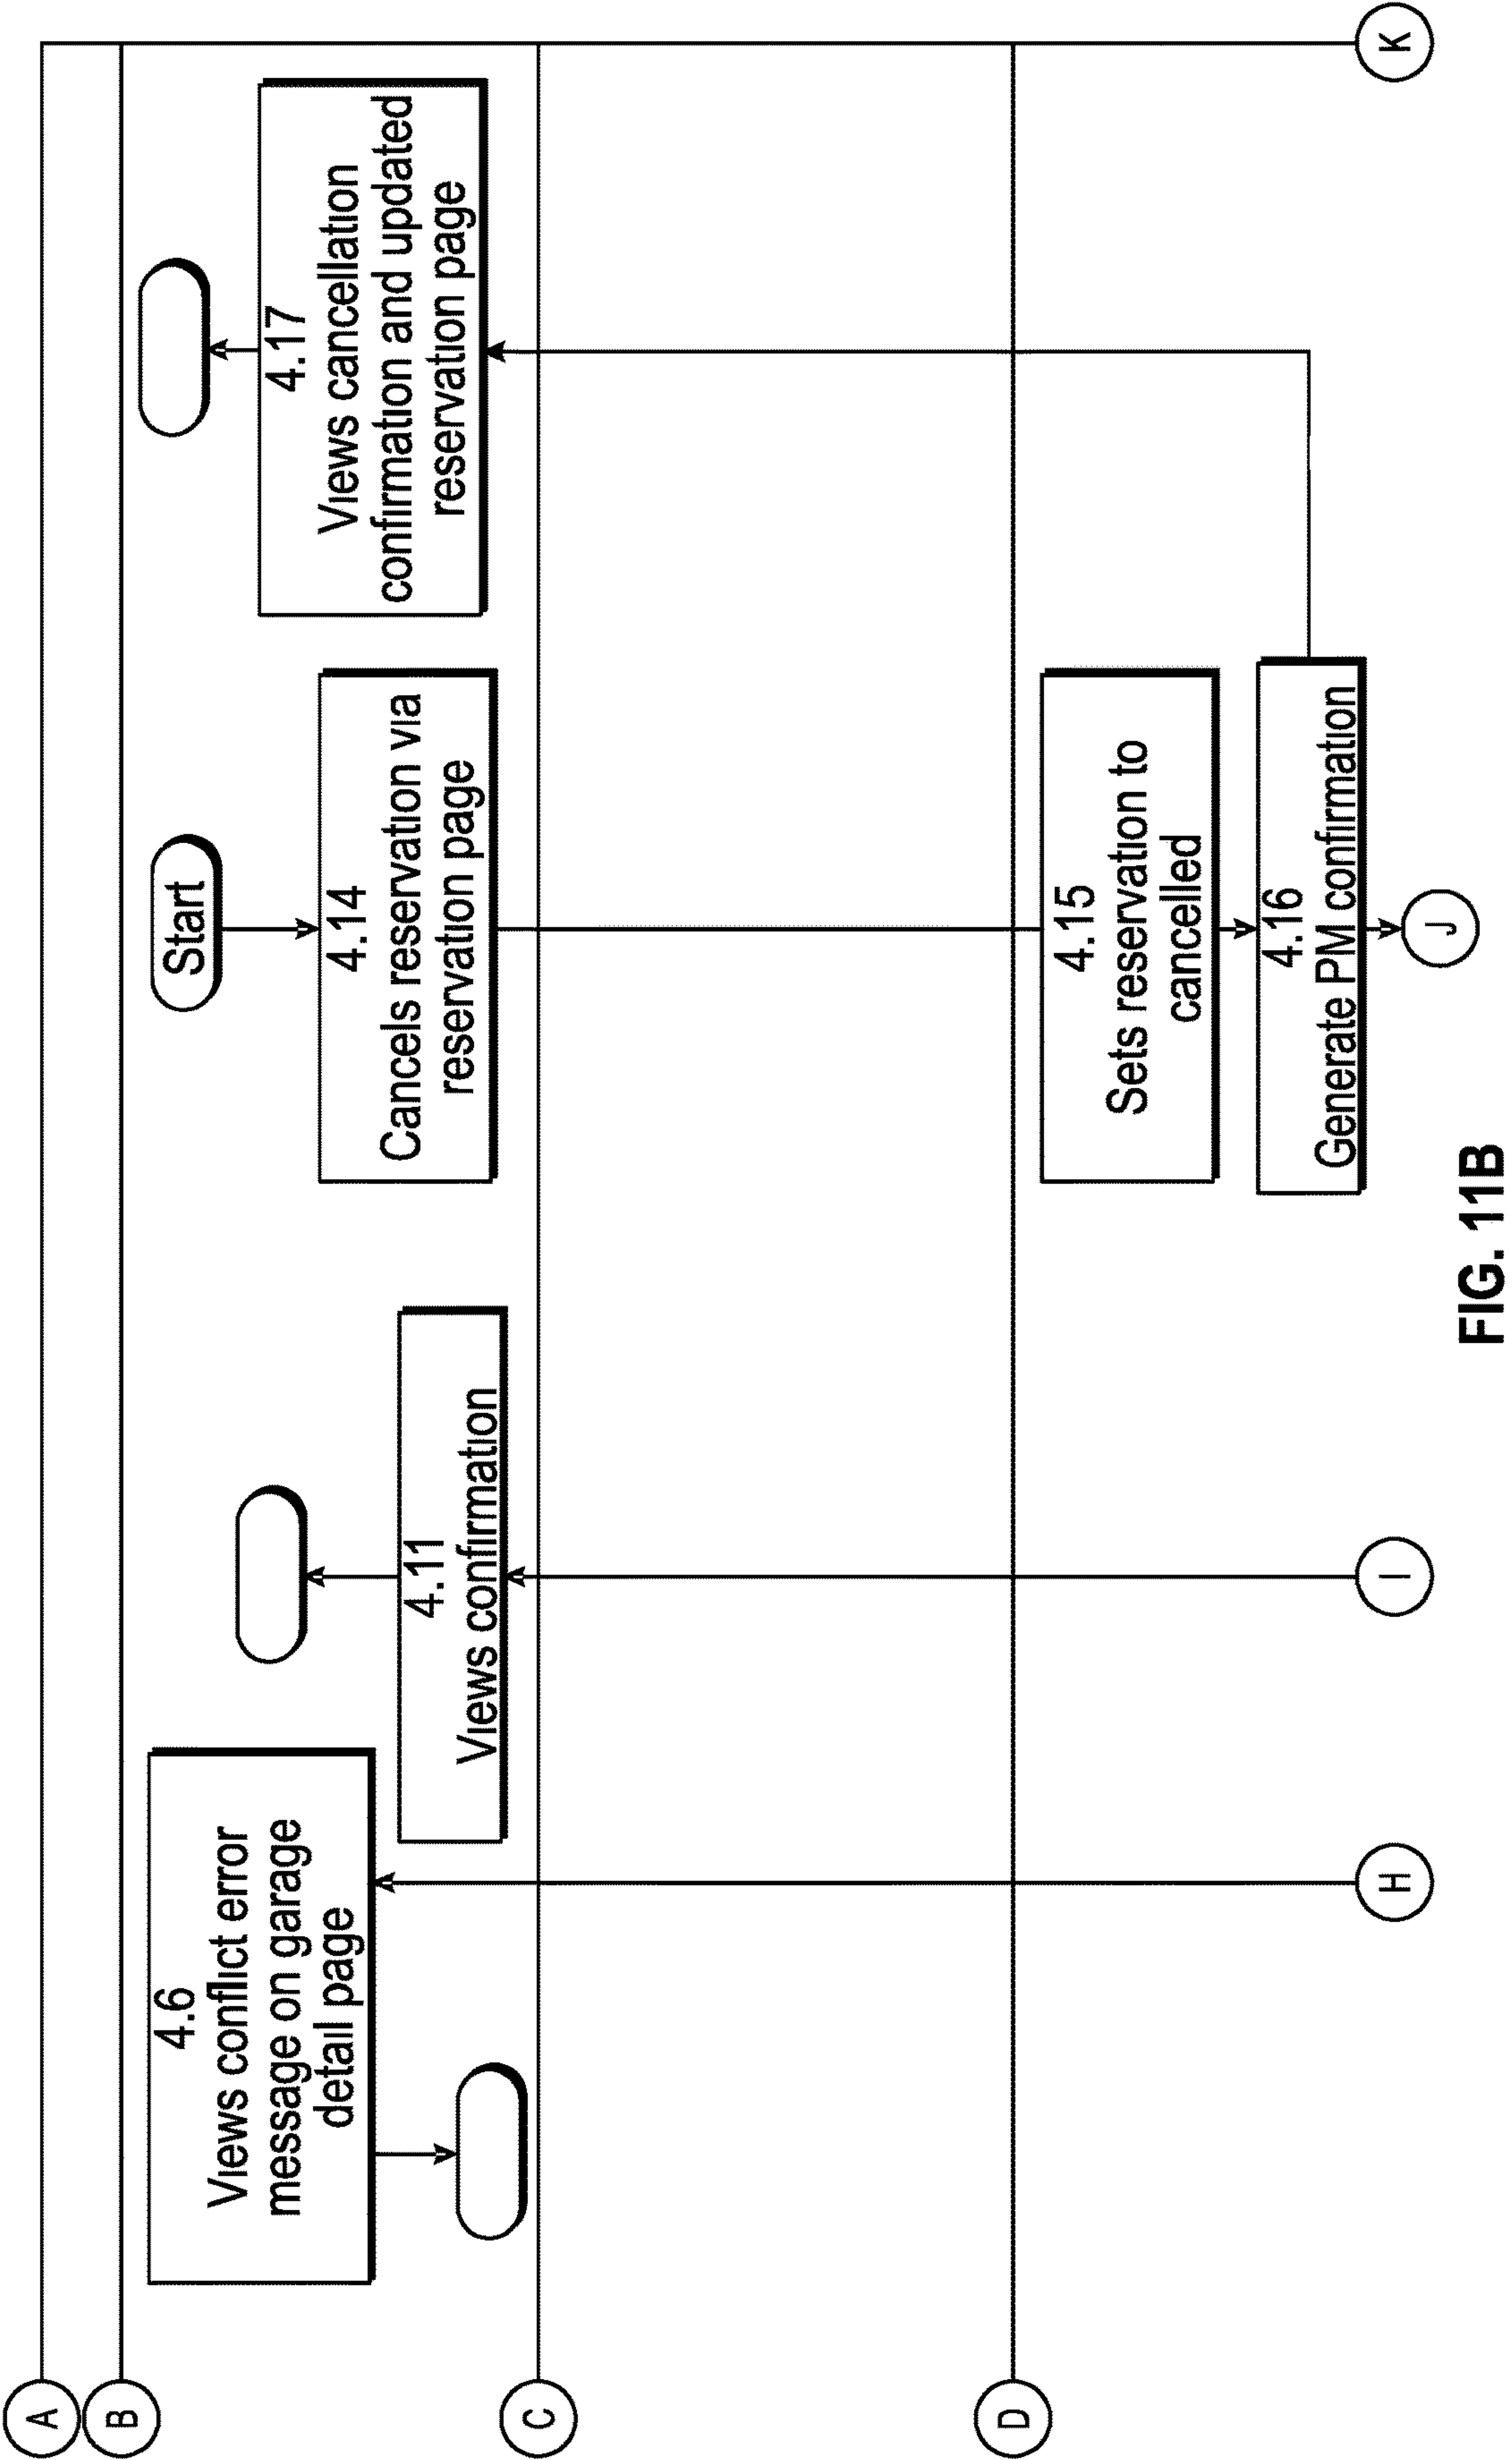 A
B
C
D
4.6
Views conflict error
message on garage
detail page
4.11
Views confirmation
Start
4.14
Cancels reservation via
reservation page
4.17
Views cancellation
confirmation and updated
reservation page
4.15
Sets reservation to
cancelled
4.16
Generate PM confirmation
H
I
J
K
FIG. 11B